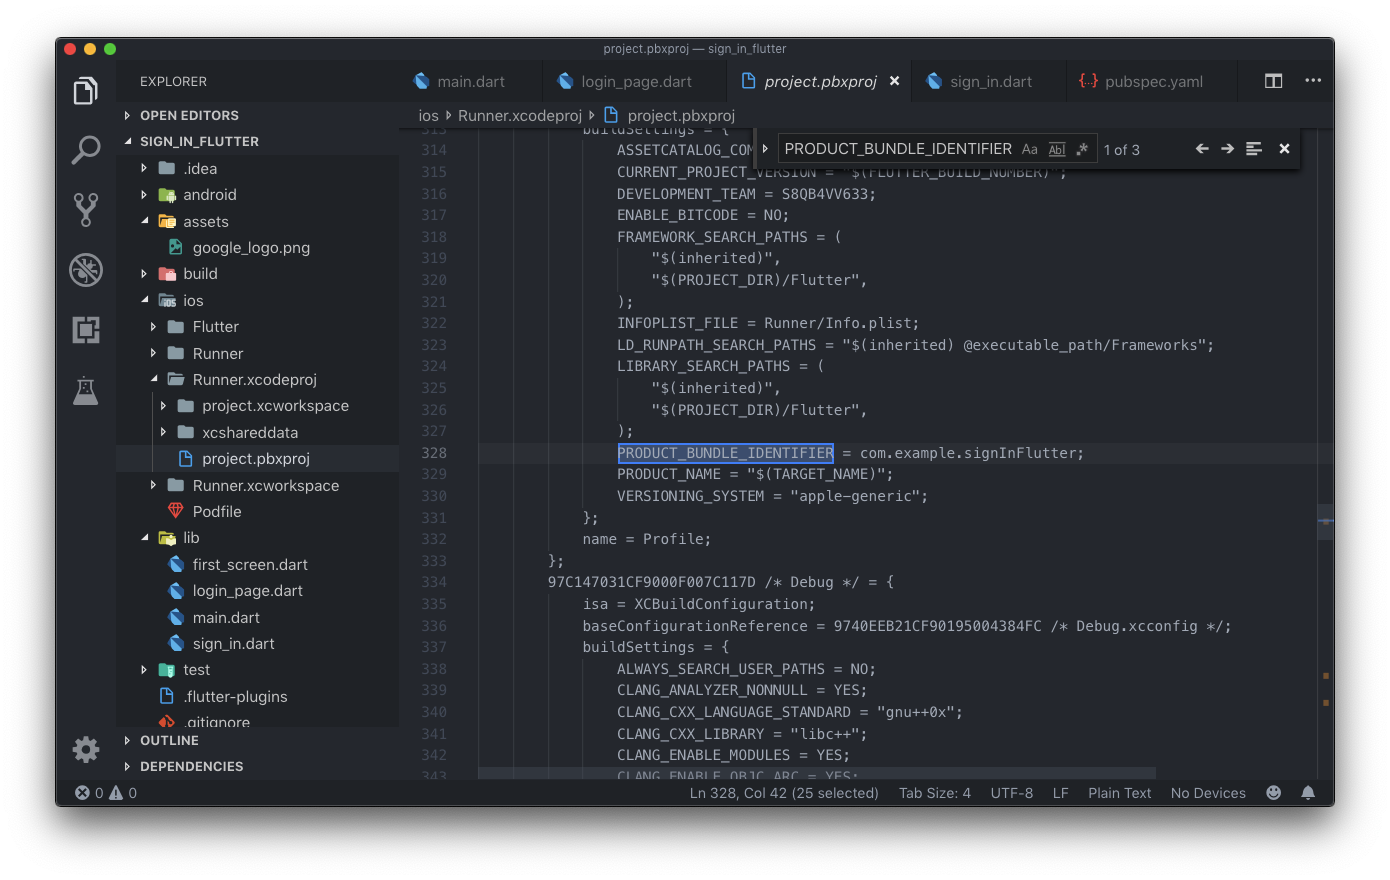 project.pbxproj — sign_in_flutter
EXPLORER
OPEN EDITORS
SIGN_IN_FLUTTER
.idea
android
assets
google_logo.png
build
ios
Flutter
Runner
Runner.xcodeproj
project.xcworkspace
xcshareddata
project.pbxproj
Runner.xcworkspace
Podfile
lib
first_screen.dart
login_page.dart
main.dart
sign_in.dart
test
.flutter-plugins
.gitignore
OUTLINE
DEPENDENCIES
main.dart login_page.dart project.pbxproj sign_in.dart {..} pubspec.yaml
ios Runner.xcodeproj project.pbxproj
PRODUCT_BUNDLE_IDENTIFIER Aa Abl .* 1 of 3
313 buildSettings = {
314 ASSETCATALOG_COM
315 CURRENT_PROJECT_VERSION = "$(FLUTTER_BUILD_NUMBER)";
316 DEVELOPMENT_TEAM = S8QB4VV633;
317 ENABLE_BITCODE = NO;
318 FRAMEWORK_SEARCH_PATHS = (
319 "$(inherited)",
320 "$(PROJECT_DIR)/Flutter",
321 );
322 INFOPLIST_FILE = Runner/Info.plist;
323 LD_RUNPATH_SEARCH_PATHS = "$(inherited) @executable_path/Frameworks";
324 LIBRARY_SEARCH_PATHS = (
325 "$(inherited)",
326 "$(PROJECT_DIR)/Flutter",
327 );
328 PRODUCT_BUNDLE_IDENTIFIER = com.example.signInFlutter;
329 PRODUCT_NAME = "$(TARGET_NAME)";
330 VERSIONING_SYSTEM = "apple-generic";
331 };
332 name = Profile;
333 };
334 97C147031CF9000F007C117D /* Debug */ = {
335 isa = XCBuildConfiguration;
336 baseConfigurationReference = 9740EEB21CF90195004384FC /* Debug.xcconfig */;
337 buildSettings = {
338 ALWAYS_SEARCH_USER_PATHS = NO;
339 CLANG_ANALYZER_NONNULL = YES;
340 CLANG_CXX_LANGUAGE_STANDARD = "gnu++0x";
341 CLANG_CXX_LIBRARY = "libc++";
342 CLANG_ENABLE_MODULES = YES;
343 CLANG_ENABLE_OBJC_ARC = YES;
0 0 Ln 328, Col 42 (25 selected) Tab Size: 4 UTF-8 LF Plain Text No Devices